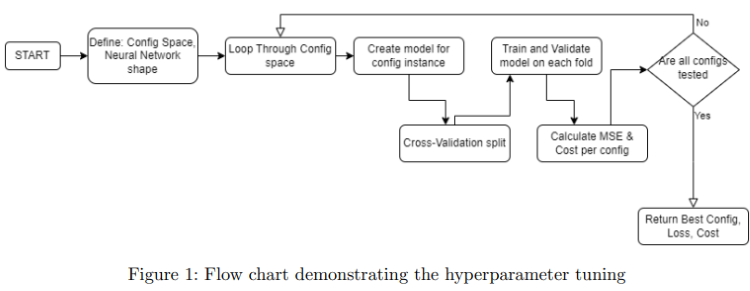 START
Define: Config Space,
Neural Network
shape
Loop Through Config
space
Create model for
config instance
Cross-Validation split
Train and Validate
model on each fold
Calculate MSE &
Cost per config
Are all configs
tested
No
Yes
Return Best Config,
Loss, Cost
Figure 1: Flow chart demonstrating the hyperparameter tuning